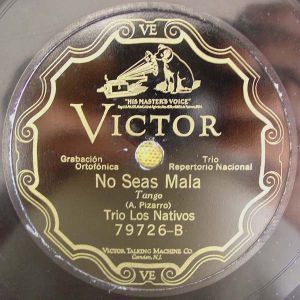 VE
"HIS MASTER'S VOICE"
VICTOR
Grabación
Ortofónica
Trio
Repertorio Nacional
No Seas Mala
Tango
(A. Pizarro)
Trio Los Nativos
79726-B
VICTOR TALKING MACHINE CO.
Camden, N.J.
VE
VE